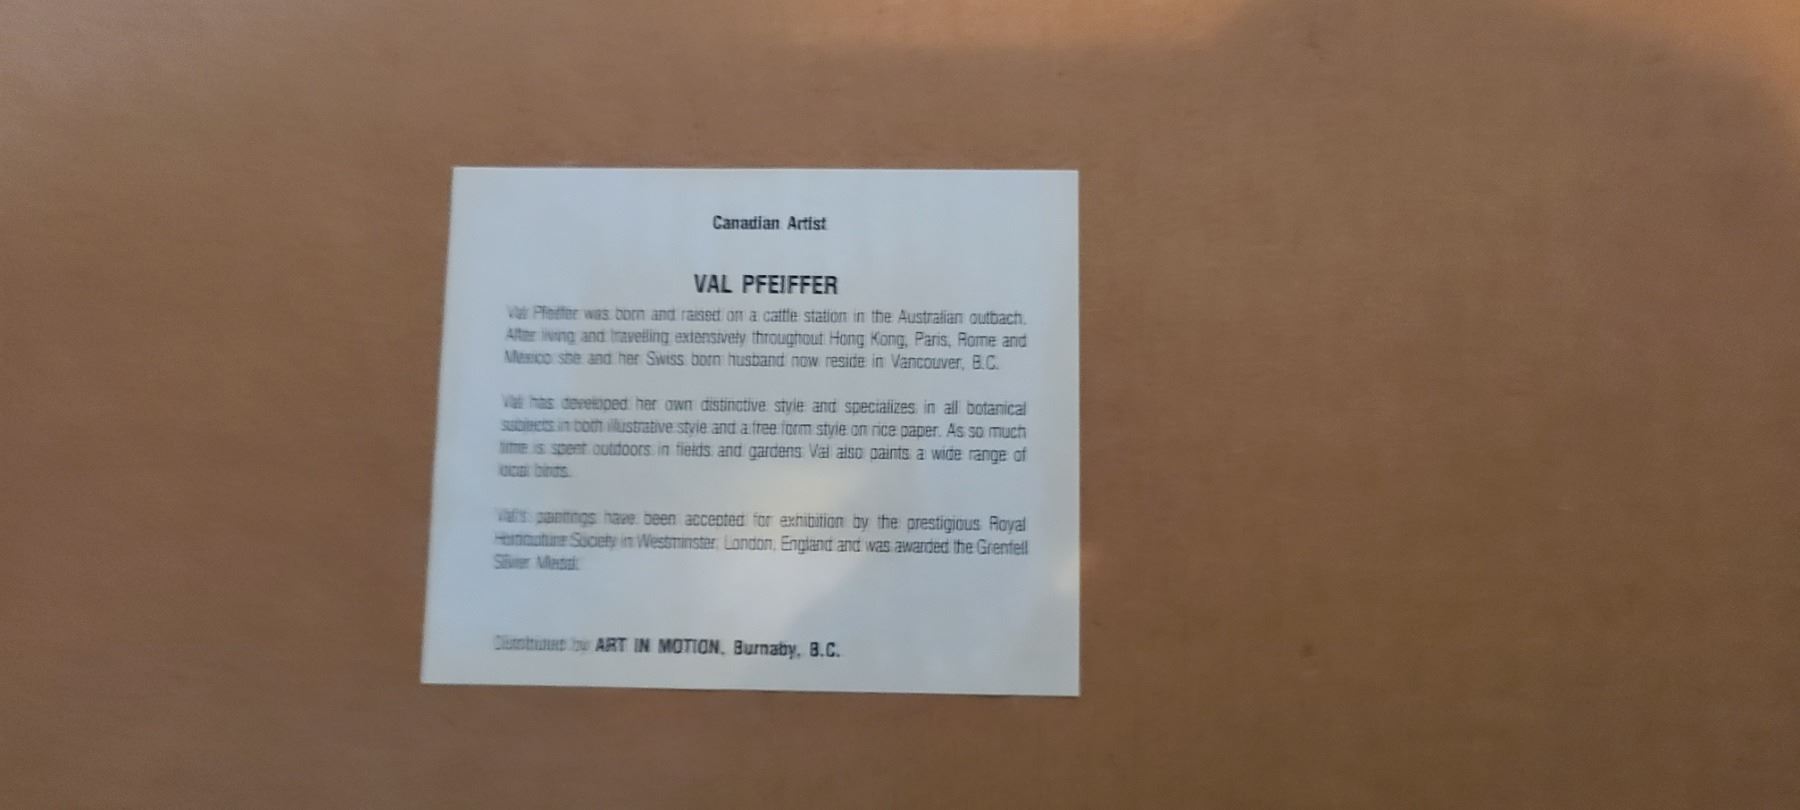 Canadian Artist
VAL PFEIFFER
Val Pfeiffer was born and raised on a cattle station in the Australian outbach.
After living and travelling extensively throughout Hong Kong, Paris, Rome and
Mexico she and her Swiss born husband now reside in Vancouver, B.C.
Val has developed her own distinctive style and specializes in all botanical
subjects in both illustrative style and a free form style on rice paper. As so much
time is spent outdoors in fields and gardens Val also paints a wide range of
local birds.
Val's paintings have been accepted for exhibition by the prestigious Royal
Horticulture Society in Westminster, London, England and was awarded the Grenfell
Silver Medal.
Distributed by ART IN MOTION, Burnaby, B.C.